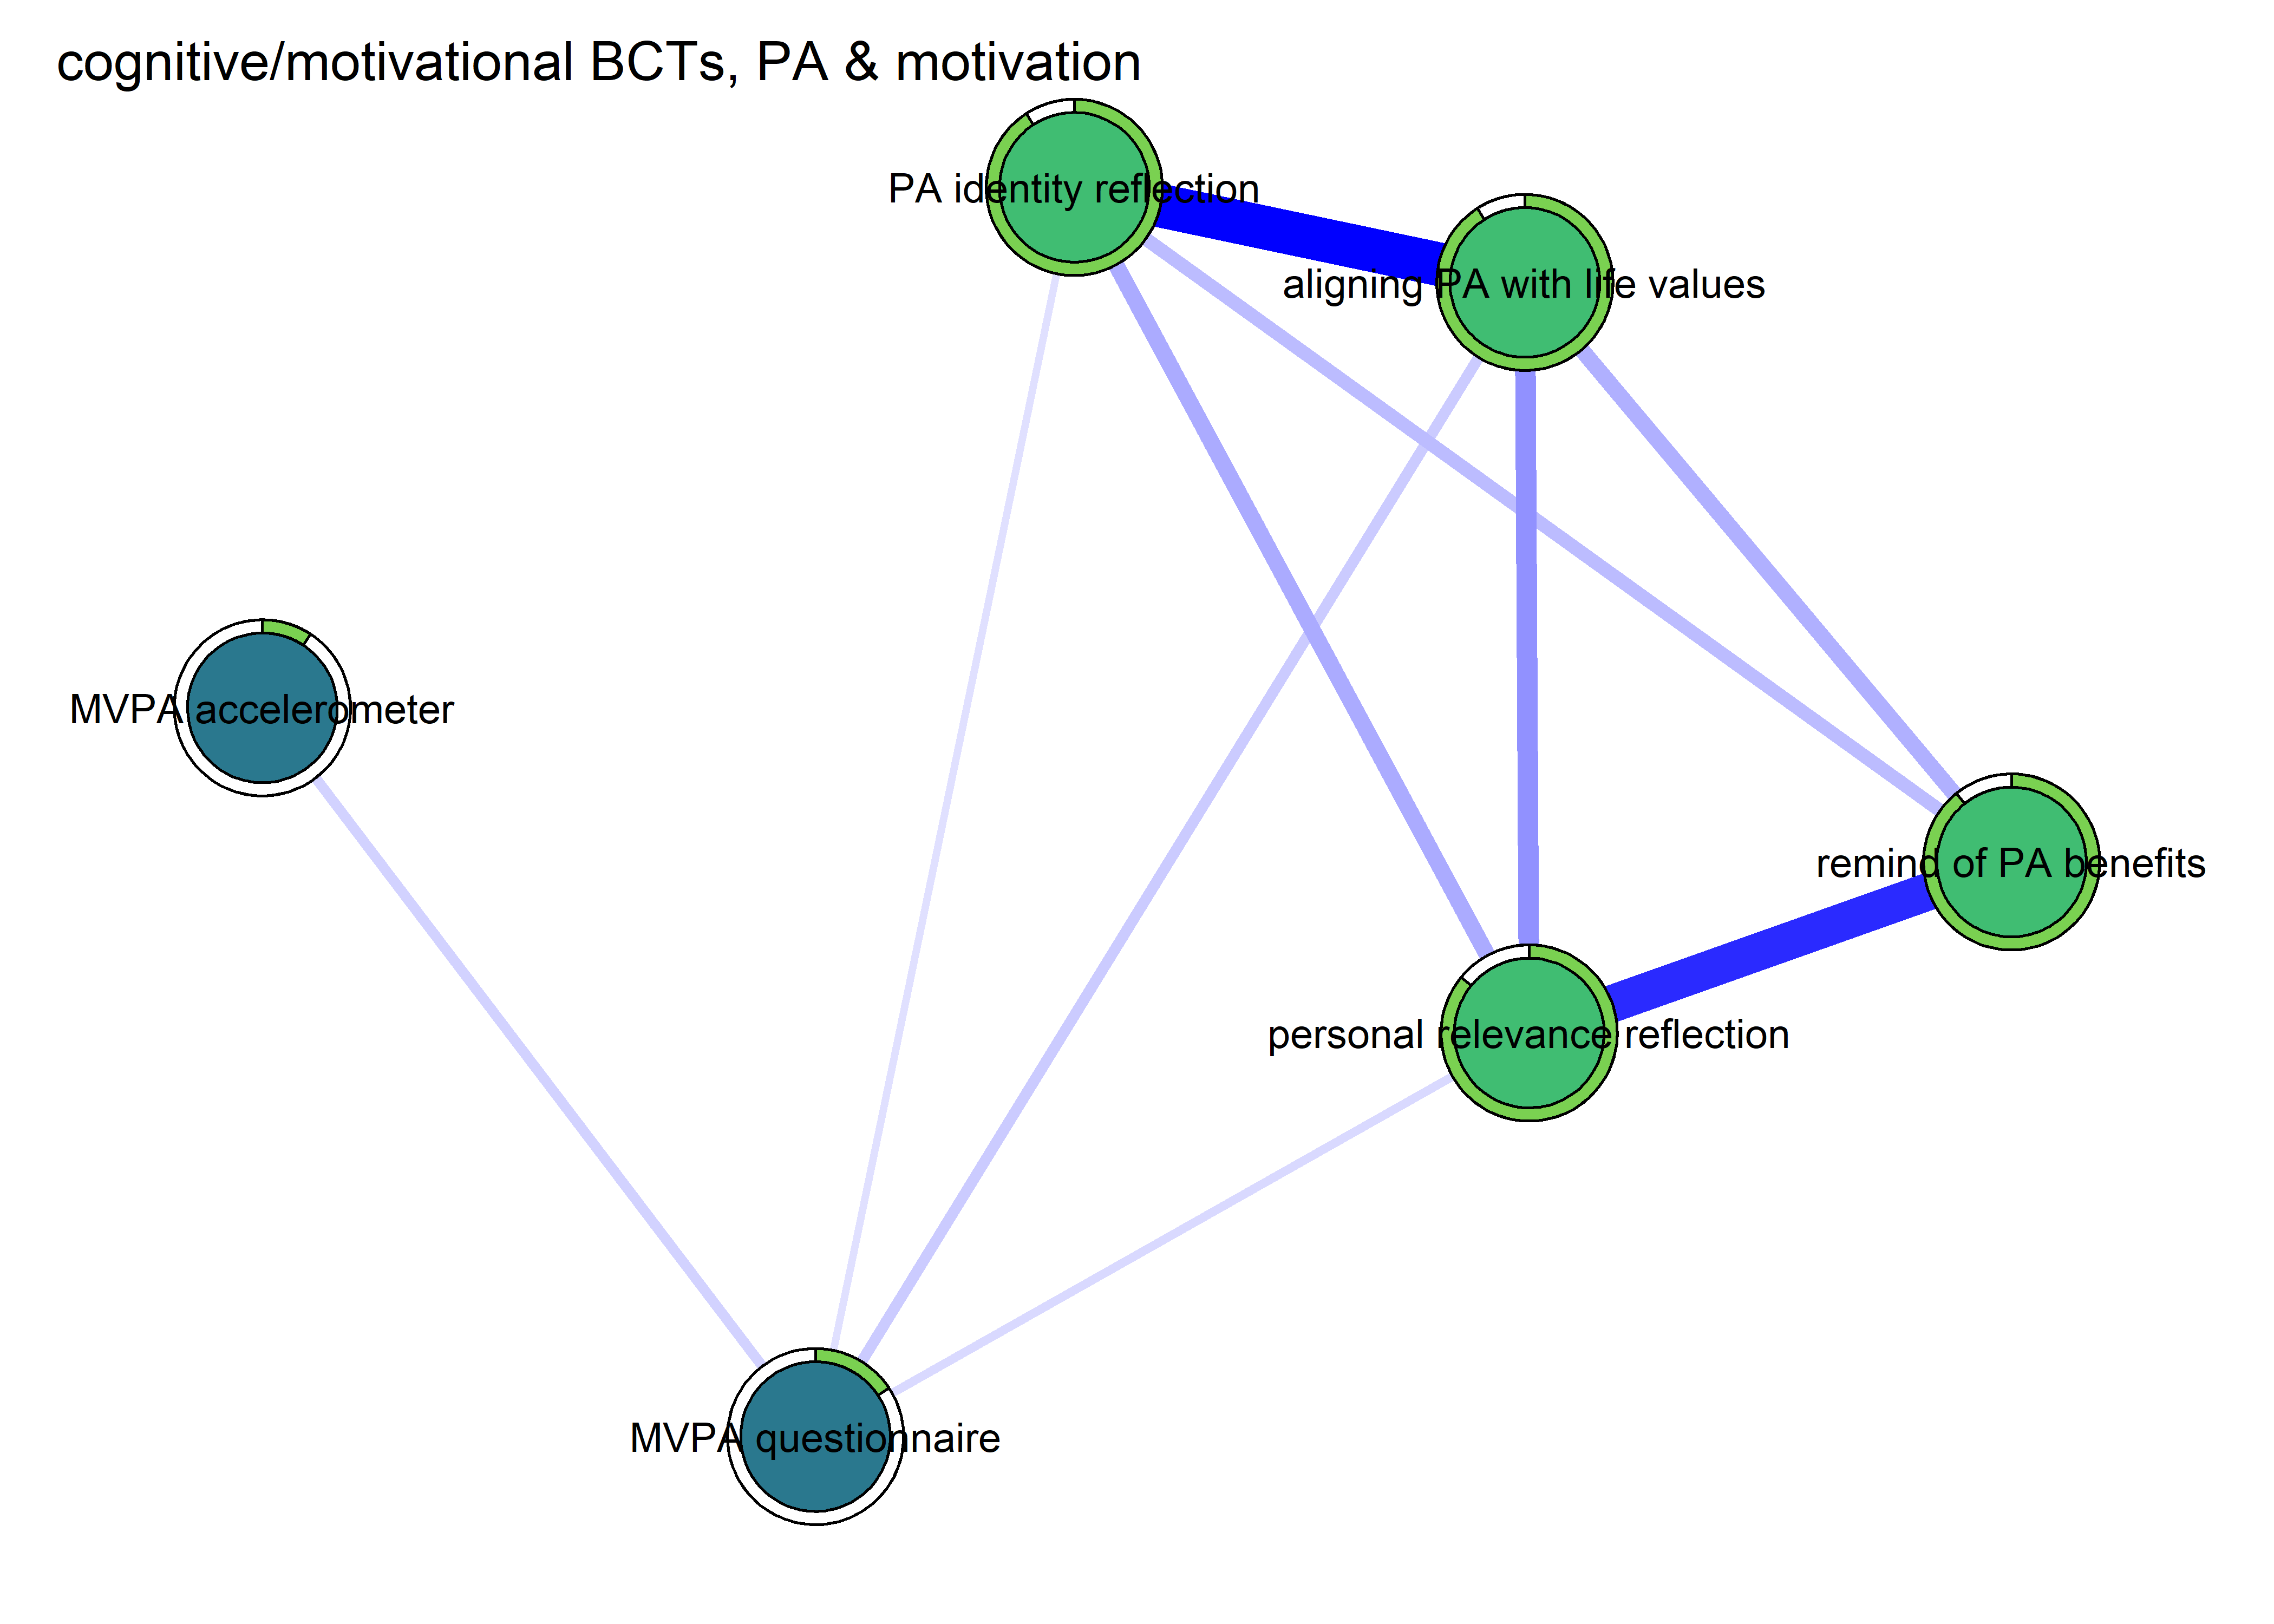 cognitive/motivational BCTs, PA & motivation
PA identity reflection
aligning PA with life values
MVPA accelerometer
remind of PA benefits
personal relevance reflection
MVPA questionnaire